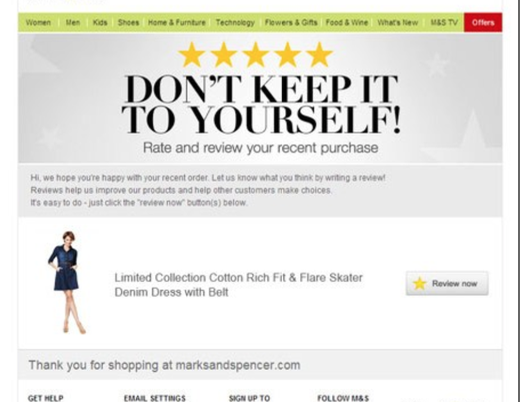 Women Men Kids Shoes Home & Furniture Technology Flowers & Gifts Food & Wine What's New M&S TV Offers
DON'T KEEP IT
TO YOURSELF!
Rate and review your recent purchase
Hi, we hope you're happy with your recent order. Let us know what you think by writing a review!
Reviews help us improve our products and help other customers make choices.
It's easy to do - just click the "review now" button(s) below.
Limited Collection Cotton Rich Fit & Flare Skater
Denim Dress with Belt
Review now
Thank you for shopping at marksandspencer.com
GET HELP EMAIL SETTINGS SIGN UP TO FOLLOW M&S